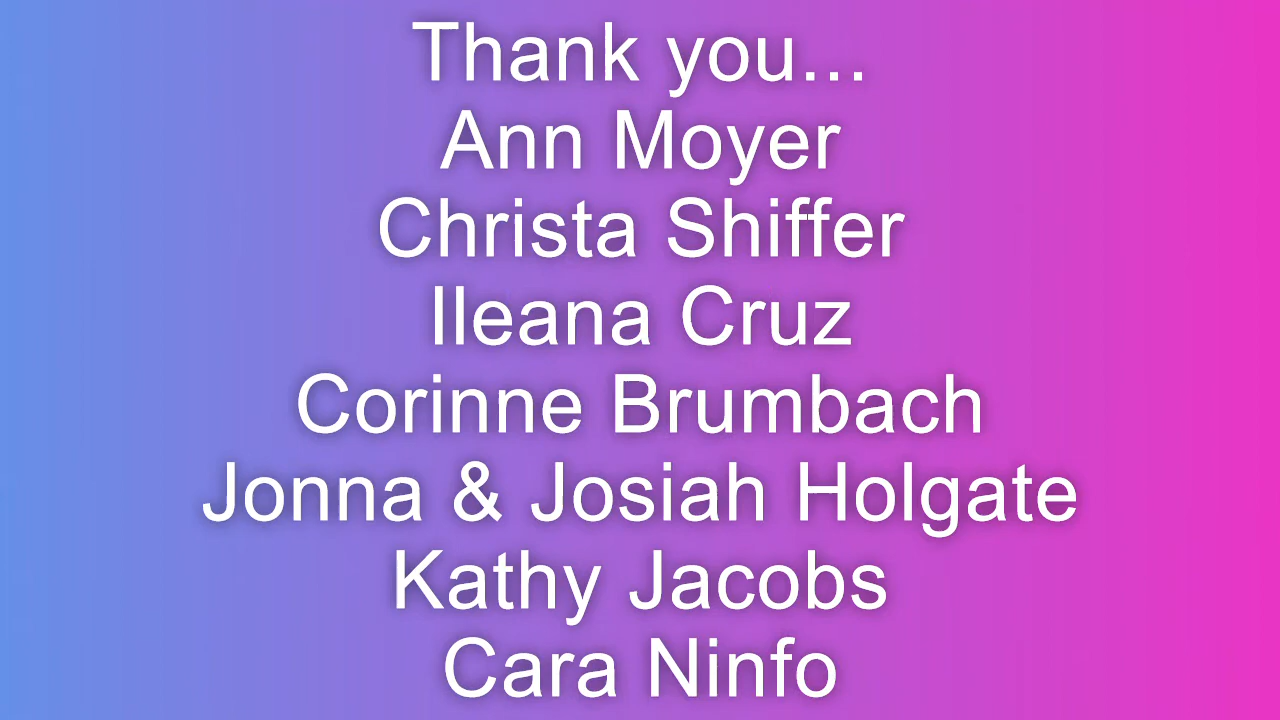 Thank you...
Ann Moyer
Christa Shiffer
Ileana Cruz
Corinne Brumbach
Jonna & Josiah Holgate
Kathy Jacobs
Cara Ninfo